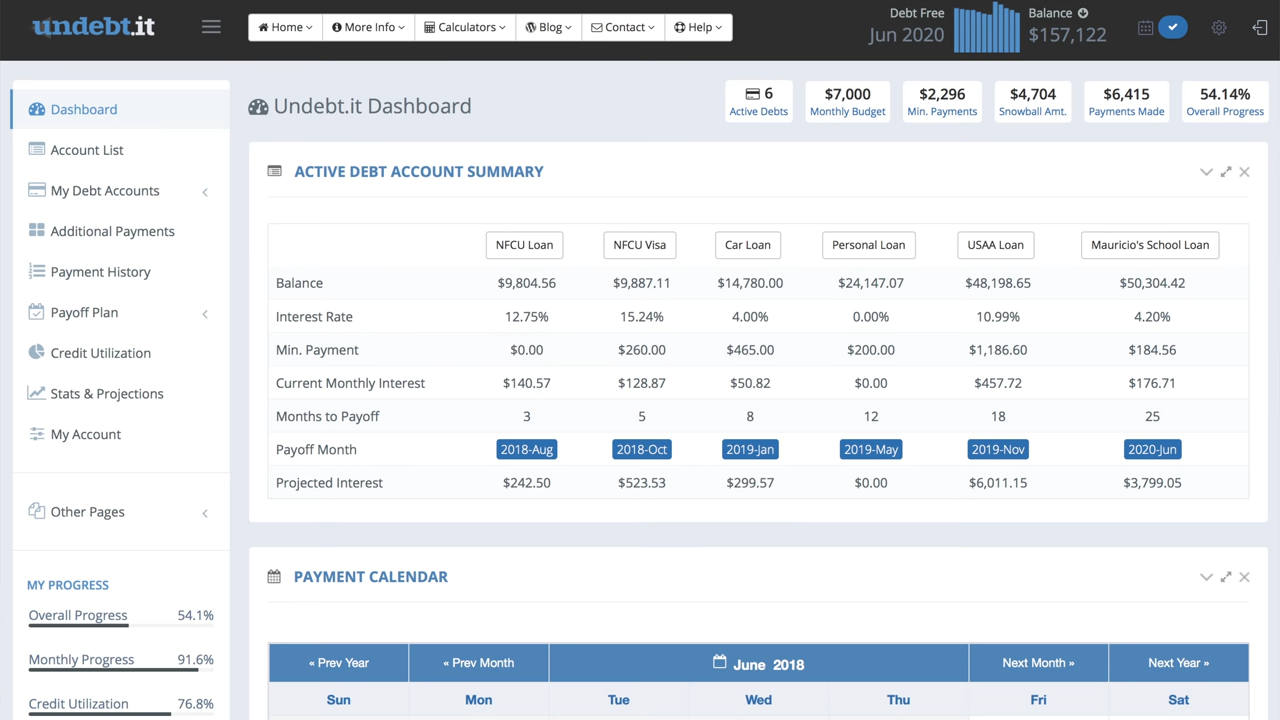 undebt.it
Home
More Info
Calculators
Blog
Contact
Help
Debt Free
Jun 2020
Balance
$157,122
Dashboard
Account List
My Debt Accounts
Additional Payments
Payment History
Payoff Plan
Credit Utilization
Stats & Projections
My Account
Other Pages
MY PROGRESS
Overall Progress 54.1%
Monthly Progress 91.6%
Credit Utilization 76.8%
Undebt.it Dashboard
6
Active Debts
$7,000
Monthly Budget
$2,296
Min. Payments
$4,704
Snowball Amt.
$6,415
Payments Made
54.14%
Overall Progress
ACTIVE DEBT ACCOUNT SUMMARY
NFCU Loan NFCU Visa Car Loan Personal Loan USAA Loan Mauricio's School Loan
Balance $9,804.56 $9,887.11 $14,780.00 $24,147.07 $48,198.65 $50,304.42
Interest Rate 12.75% 15.24% 4.00% 0.00% 10.99% 4.20%
Min. Payment $0.00 $260.00 $465.00 $200.00 $1,186.60 $184.56
Current Monthly Interest $140.57 $128.87 $50.82 $0.00 $457.72 $176.71
Months to Payoff 3 5 8 12 18 25
Payoff Month 2018-Aug 2018-Oct 2019-Jan 2019-May 2019-Nov 2020-Jun
Projected Interest $242.50 $523.53 $299.57 $0.00 $6,011.15 $3,799.05
PAYMENT CALENDAR
« Prev Year « Prev Month June 2018 Next Month » Next Year »
Sun Mon Tue Wed Thu Fri Sat